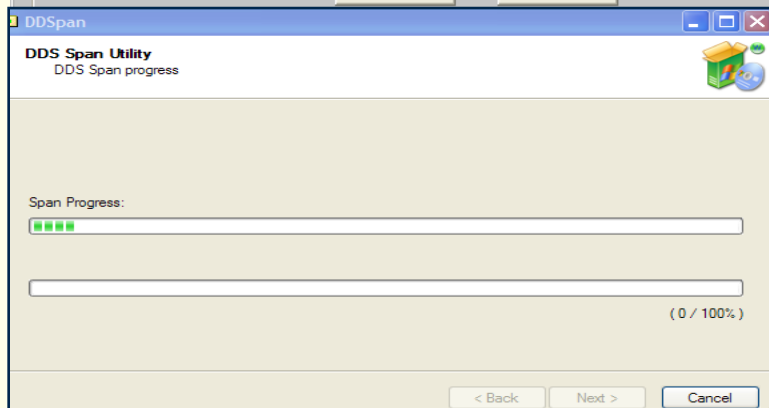 DDSpan
DDS Span Utility
DDS Span progress
Span Progress:
( 0 / 100% )
< Back
Next >
Cancel